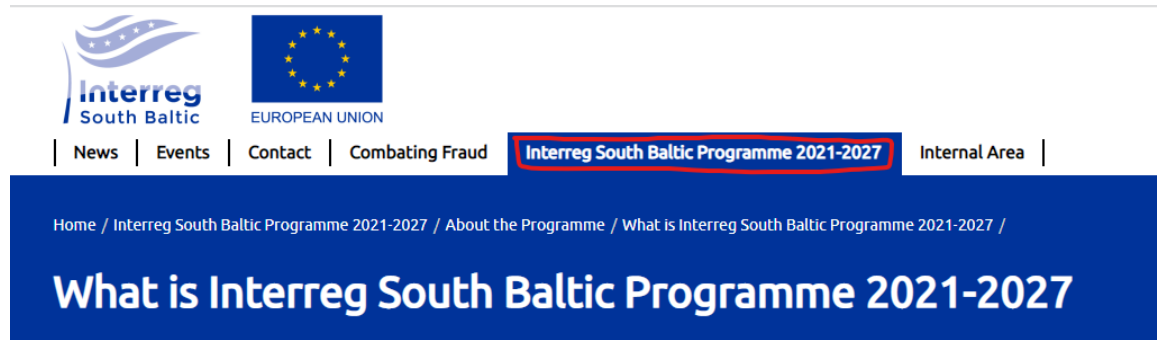 Interreg
South Baltic
EUROPEAN UNION
News Events Contact Combating Fraud Interreg South Baltic Programme 2021-2027 Internal Area
Home / Interreg South Baltic Programme 2021-2027 / About the Programme / What is Interreg South Baltic Programme 2021-2027 /
What is Interreg South Baltic Programme 2021-2027